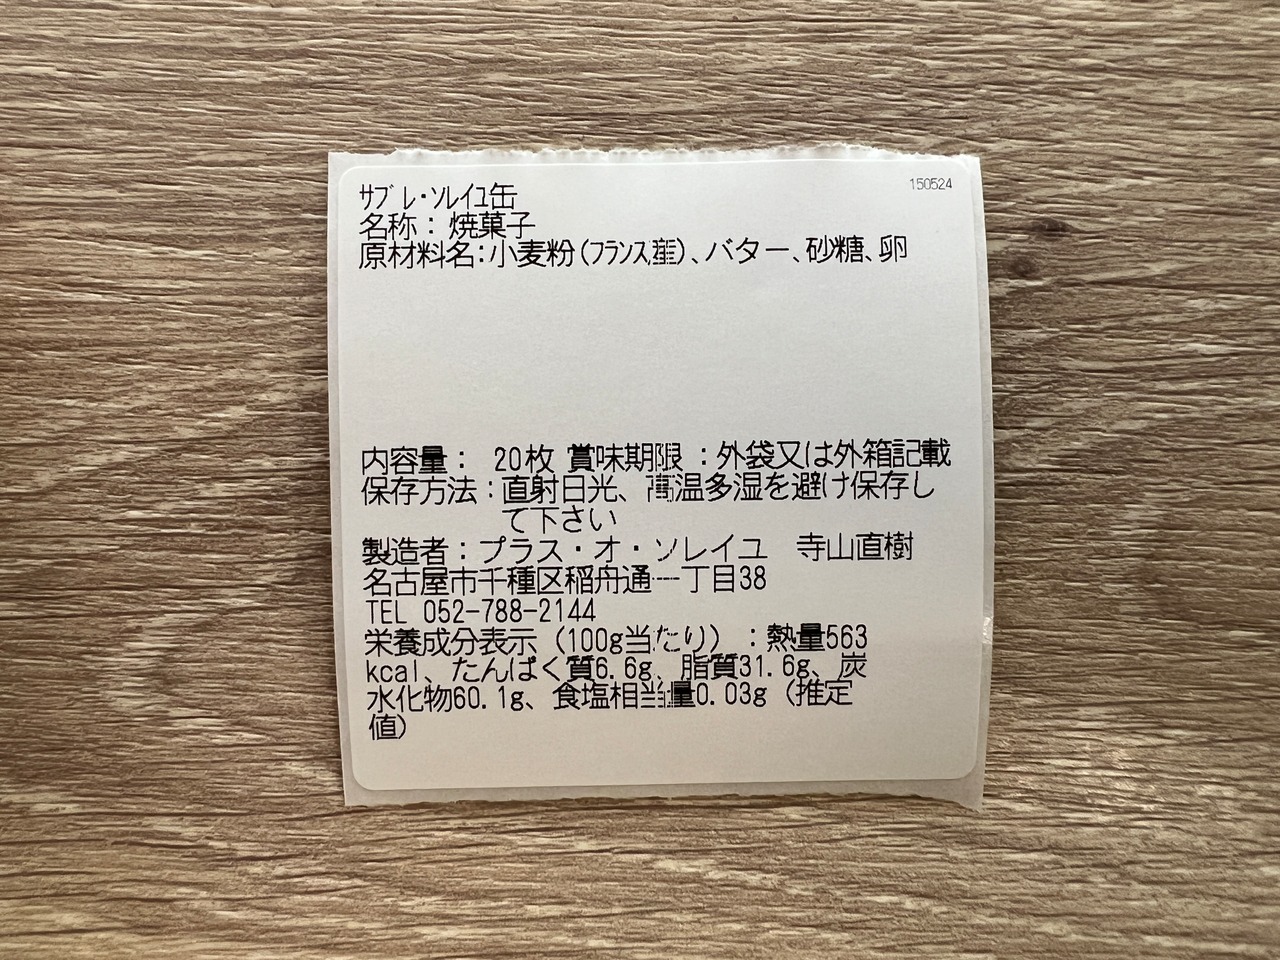 150524
ｻﾌﾞﾚ･ｿﾚｲﾕ缶
名称：焼菓子
原材料名：小麦粉（ﾌﾗﾝｽ産）、バター、砂糖、卵
内容量： 20枚 賞味期限：外袋又は外箱記載
保存方法：直射日光、高温多湿を避け保存し
て下さい
製造者：プラス・オ・ソレイユ 寺山直樹
名古屋市千種区稲舟通一丁目38
TEL 052-788-2144
栄養成分表示（100g当たり）：熱量563
kcal、たんぱく質6.6g、脂質31.6g、炭
水化物60.1g、食塩相当量0.03g（推定
値）